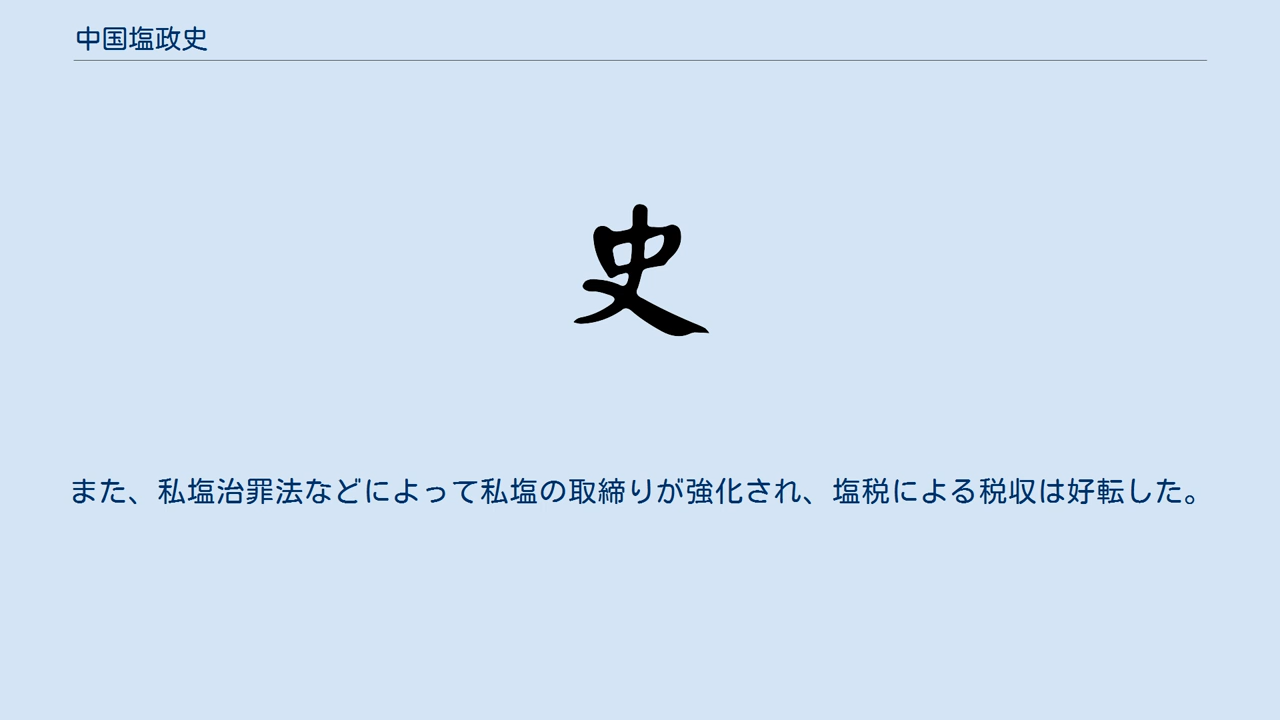 中国塩政史
史
また、私塩治罪法などによって私塩の取締りが強化され、塩税による税収は好転した。